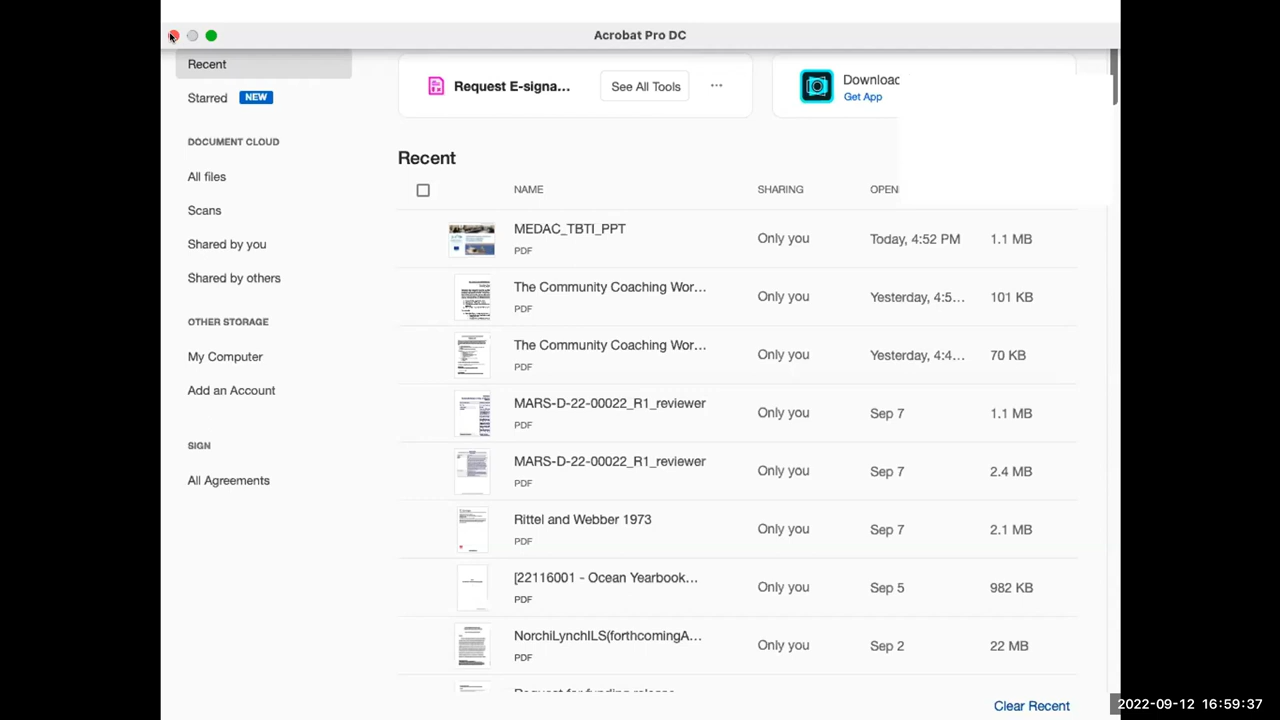 Acrobat Pro DC
Recent
Starred NEW
DOCUMENT CLOUD
All files
Scans
Shared by you
Shared by others
OTHER STORAGE
My Computer
Add an Account
SIGN
All Agreements
Request E-signa... See All Tools ...
Download
Get App
Recent
NAME SHARING OPEN
MEDAC_TBTI_PPT Only you Today, 4:52 PM 1.1 MB
PDF
The Community Coaching Wor... Only you Yesterday, 4:5... 101 KB
PDF
The Community Coaching Wor... Only you Yesterday, 4:4... 70 KB
PDF
MARS-D-22-00022_R1_reviewer Only you Sep 7 1.1 MB
PDF
MARS-D-22-00022_R1_reviewer Only you Sep 7 2.4 MB
PDF
Rittel and Webber 1973 Only you Sep 7 2.1 MB
PDF
[22116001 - Ocean Yearbook... Only you Sep 5 982 KB
PDF
NorchiLynchILS(forthcomingA... Only you Sep 2 22 MB
PDF
Request for funding release
Clear Recent
2022-09-12 16:59:37